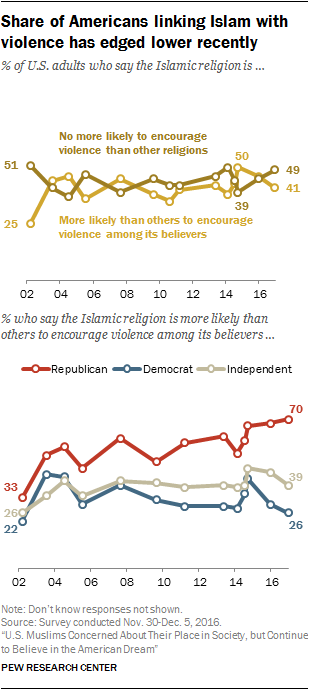 Share of Americans linking Islam with
violence has edged lower recently
% of U.S. adults who say the Islamic religion is ...
No more likely to encourage
violence than other religions
50
51
49
41
39
25
More likely than others to encourage
violence among its believers
02 04 06 08 10 12 14 16
% who say the Islamic religion is more likely than
others to encourage violence among its believers ...
Republican Democrat Independent
70
33
39
26
22
26
02 04 06 08 10 12 14 16
Note: Don't know responses not shown.
Source: Survey conducted Nov. 30-Dec. 5, 2016.
"U.S. Muslims Concerned About Their Place in Society, but Continue
to Believe in the American Dream"
PEW RESEARCH CENTER